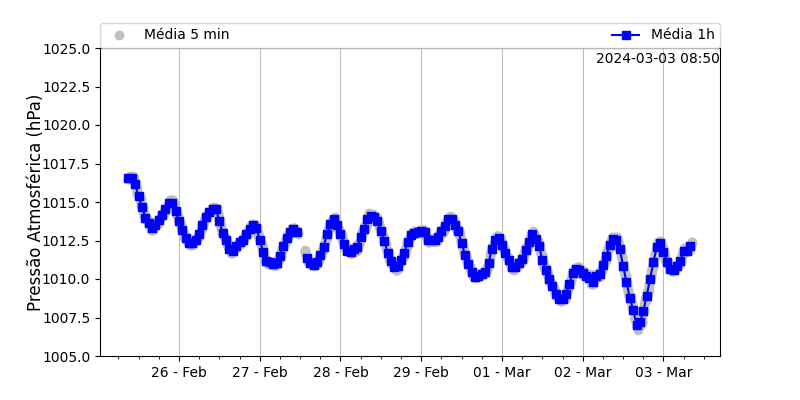 Média 5 min
Média 1h
2024-03-03 08:50
Pressão Atmosférica (hPa)
1025.0
1022.5
1020.0
1017.5
1015.0
1012.5
1010.0
1007.5
1005.0
26 - Feb
27 - Feb
28 - Feb
29 - Feb
01 - Mar
02 - Mar
03 - Mar